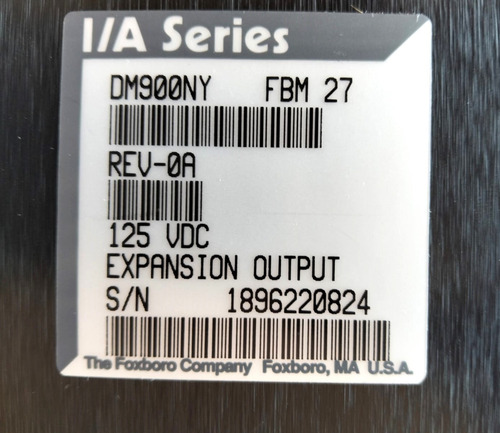 I/A Series
DM900NY FBM 27
REV-0A
125 VDC
EXPANSION OUTPUT
S/N 1896220824
The Foxboro Company Foxboro, MA U.S.A.